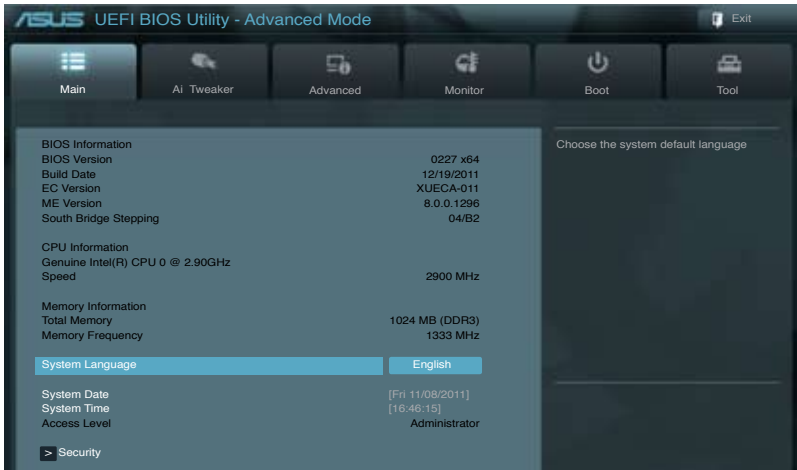 ASUS UEFI BIOS Utility - Advanced Mode Exit
Main Ai Tweaker Advanced Monitor Boot Tool
BIOS Information
BIOS Version 0227 x64
Build Date 12/19/2011
EC Version XUECA-011
ME Version 8.0.0.1296
South Bridge Stepping 04/B2
CPU Information
Genuine Intel(R) CPU 0 @ 2.90GHz
Speed 2900 MHz
Memory Information
Total Memory 1024 MB (DDR3)
Memory Frequency 1333 MHz
System Language English
System Date [Fri 11/08/2011]
System Time [16:46:15]
Access Level Administrator
> Security
Choose the system default language